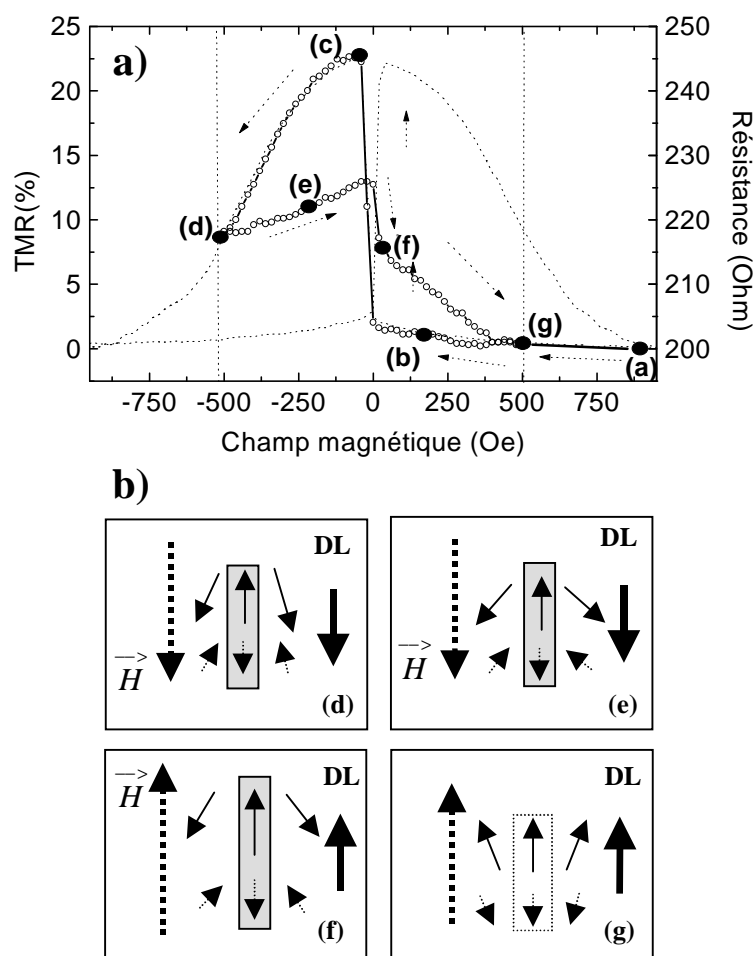 a)
TMR(%)
25
20
15
10
5
0
250
240
230
220
210
200
Résistance (Ohm)
-750 -500 -250 0 250 500 750
Champ magnétique (Oe)
(c)
(e)
(d)
(f)
(g)
(b)
(a)
b)
DL
H
(d)
DL
H
(e)
H
DL
(f)
DL
(g)